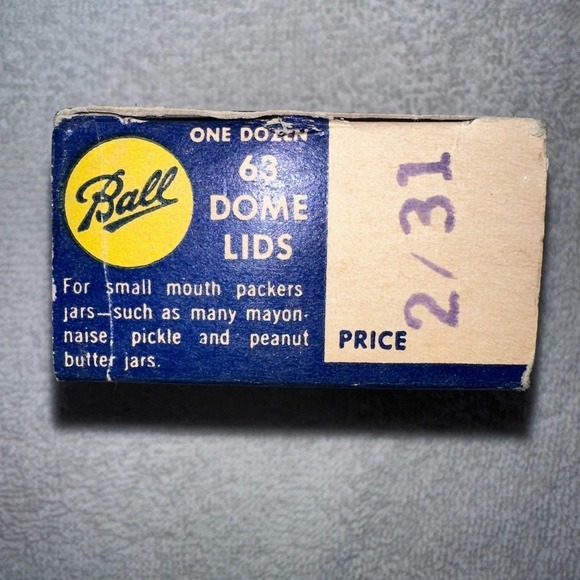 Ball
ONE DOZEN
63
DOME
LIDS
For small mouth packers
jars—such as many mayon-
naise, pickle and peanut
butter jars.
PRICE
2/31